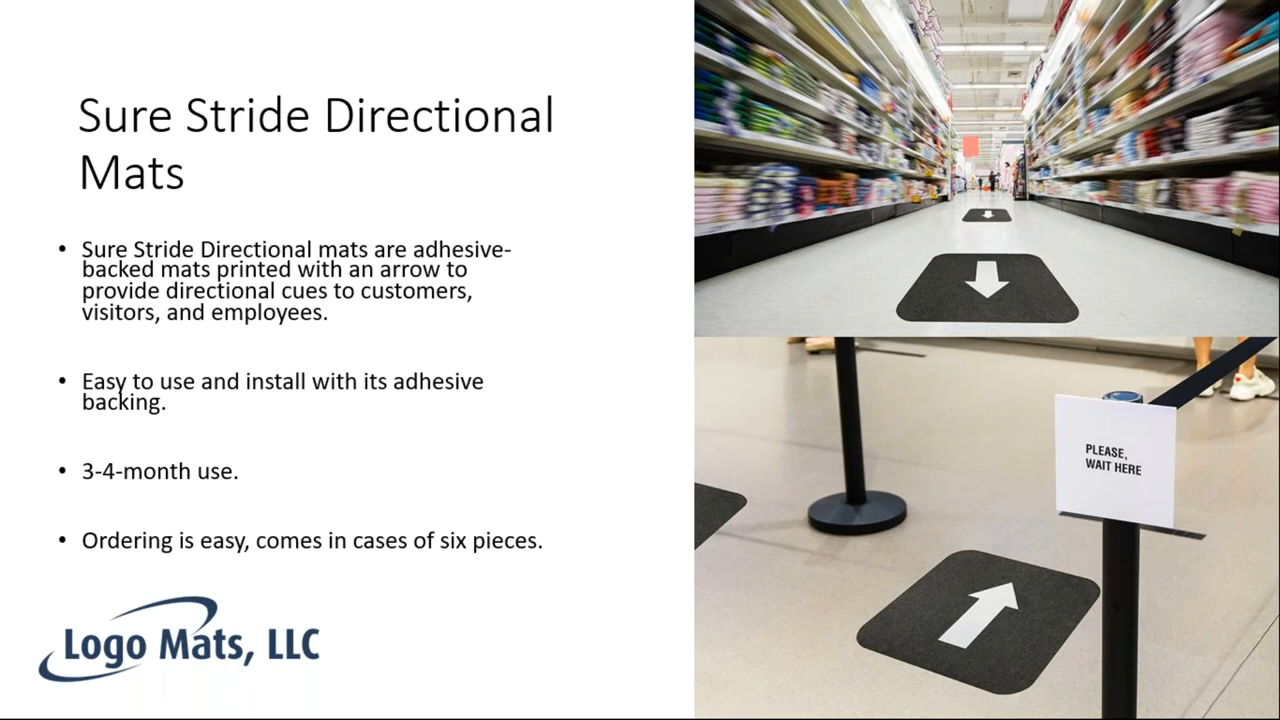 Sure Stride Directional
Mats
• Sure Stride Directional mats are adhesive-
backed mats printed with an arrow to
provide directional cues to customers,
visitors, and employees.
• Easy to use and install with its adhesive
backing.
• 3-4-month use.
• Ordering is easy, comes in cases of six pieces.
Logo Mats, LLC
PLEASE,
WAIT HERE